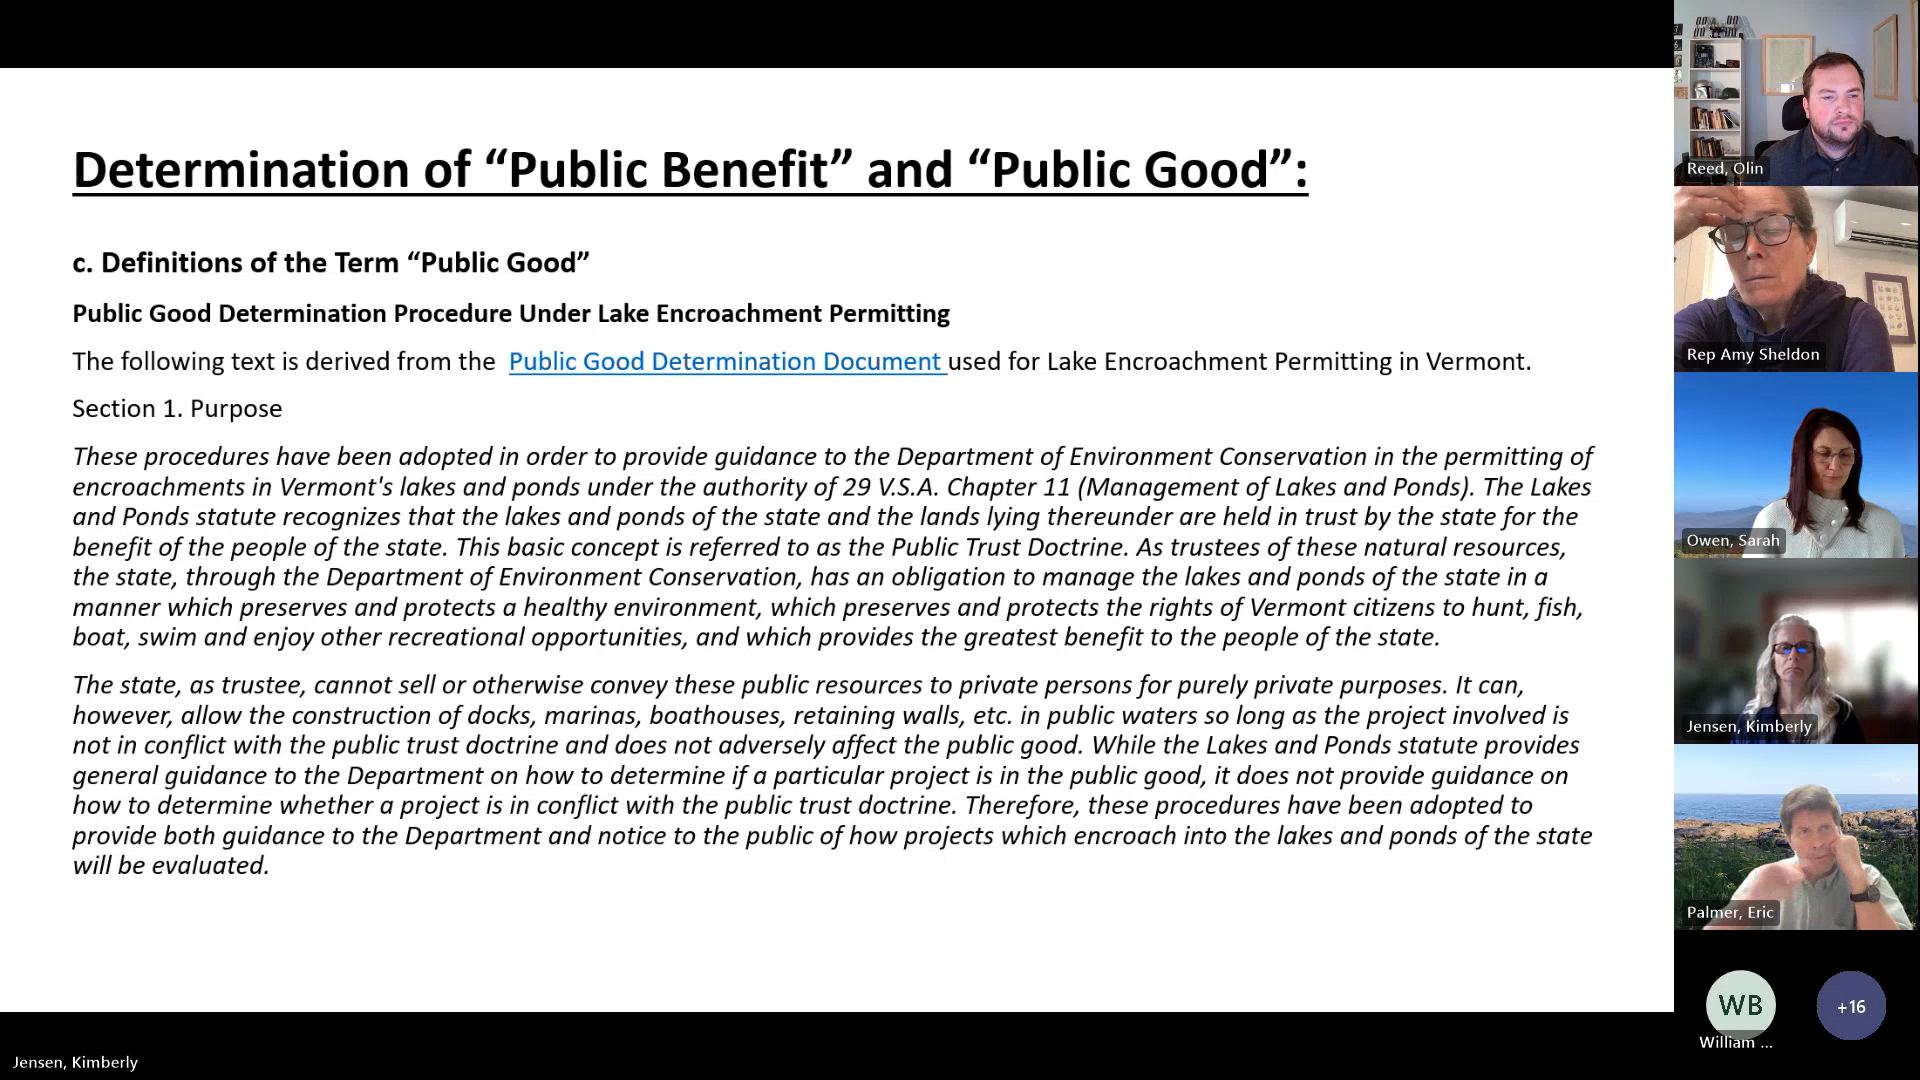 Determination of “Public Benefit” and “Public Good”:
c. Definitions of the Term “Public Good”
Public Good Determination Procedure Under Lake Encroachment Permitting
The following text is derived from the Public Good Determination Document used for Lake Encroachment Permitting in Vermont.
Section 1. Purpose
These procedures have been adopted in order to provide guidance to the Department of Environment Conservation in the permitting of
encroachments in Vermont's lakes and ponds under the authority of 29 V.S.A. Chapter 11 (Management of Lakes and Ponds). The Lakes
and Ponds statute recognizes that the lakes and ponds of the state and the lands lying thereunder are held in trust by the state for the
benefit of the people of the state. This basic concept is referred to as the Public Trust Doctrine. As trustees of these natural resources,
the state, through the Department of Environment Conservation, has an obligation to manage the lakes and ponds of the state in a
manner which preserves and protects a healthy environment, which preserves and protects the rights of Vermont citizens to hunt, fish,
boat, swim and enjoy other recreational opportunities, and which provides the greatest benefit to the people of the state.
The state, as trustee, cannot sell or otherwise convey these public resources to private persons for purely private purposes. It can,
however, allow the construction of docks, marinas, boathouses, retaining walls, etc. in public waters so long as the project involved is
not in conflict with the public trust doctrine and does not adversely affect the public good. While the Lakes and Ponds statute provides
general guidance to the Department on how to determine if a particular project is in the public good, it does not provide guidance on
how to determine whether a project is in conflict with the public trust doctrine. Therefore, these procedures have been adopted to
provide both guidance to the Department and notice to the public of how projects which encroach into the lakes and ponds of the state
will be evaluated.
Reed, Olin
Rep Amy Sheldon
Owen, Sarah
Jensen, Kimberly
Palmer, Eric
WB
+16
William ...
Jensen, Kimberly